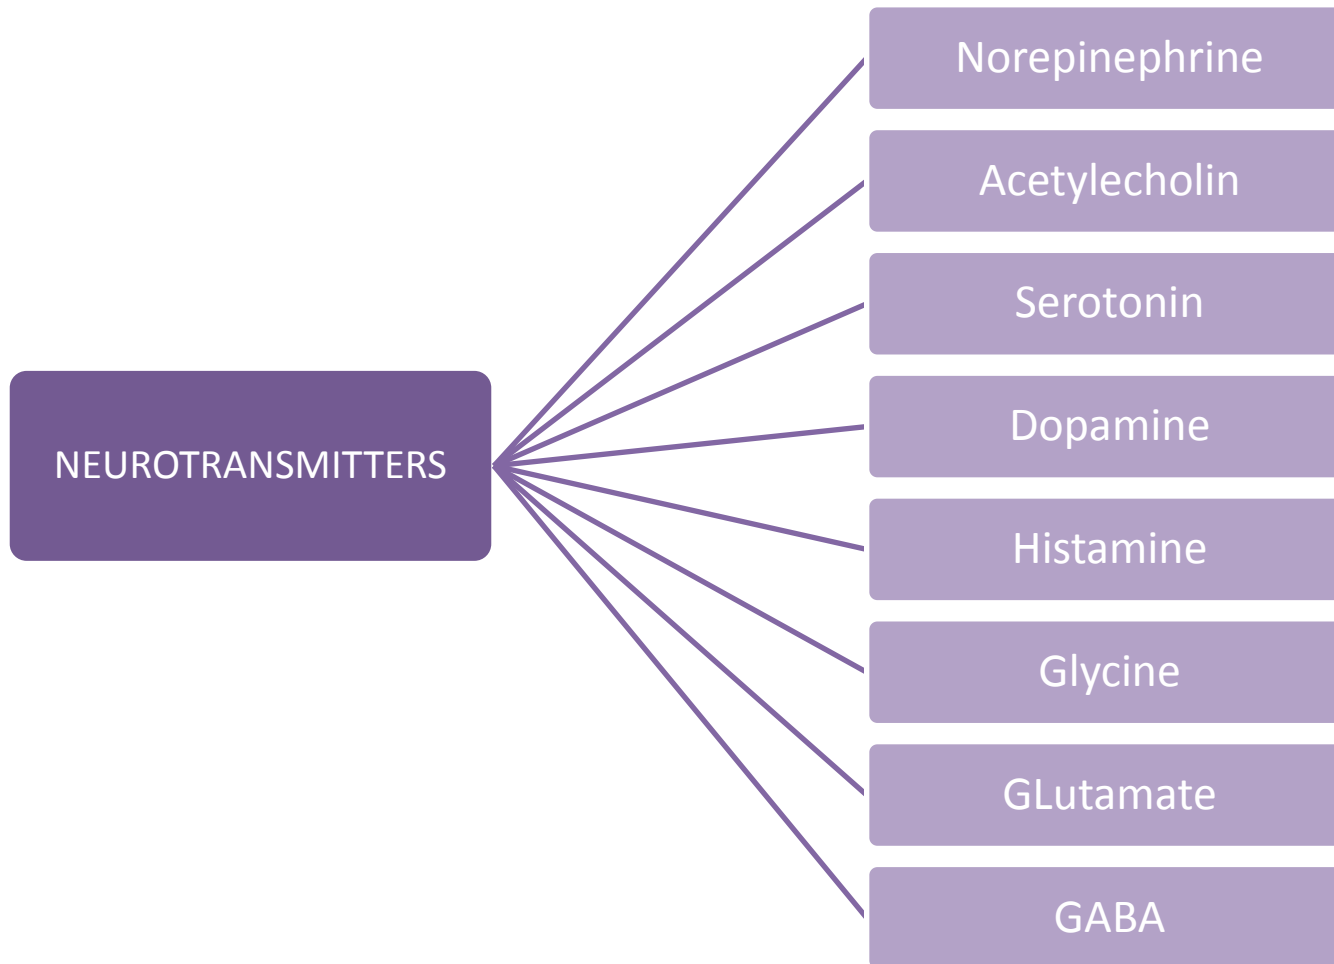 NEUROTRANSMITTERS
Norepinephrine
Acetylecholin
Serotonin
Dopamine
Histamine
Glycine
GLutamate
GABA